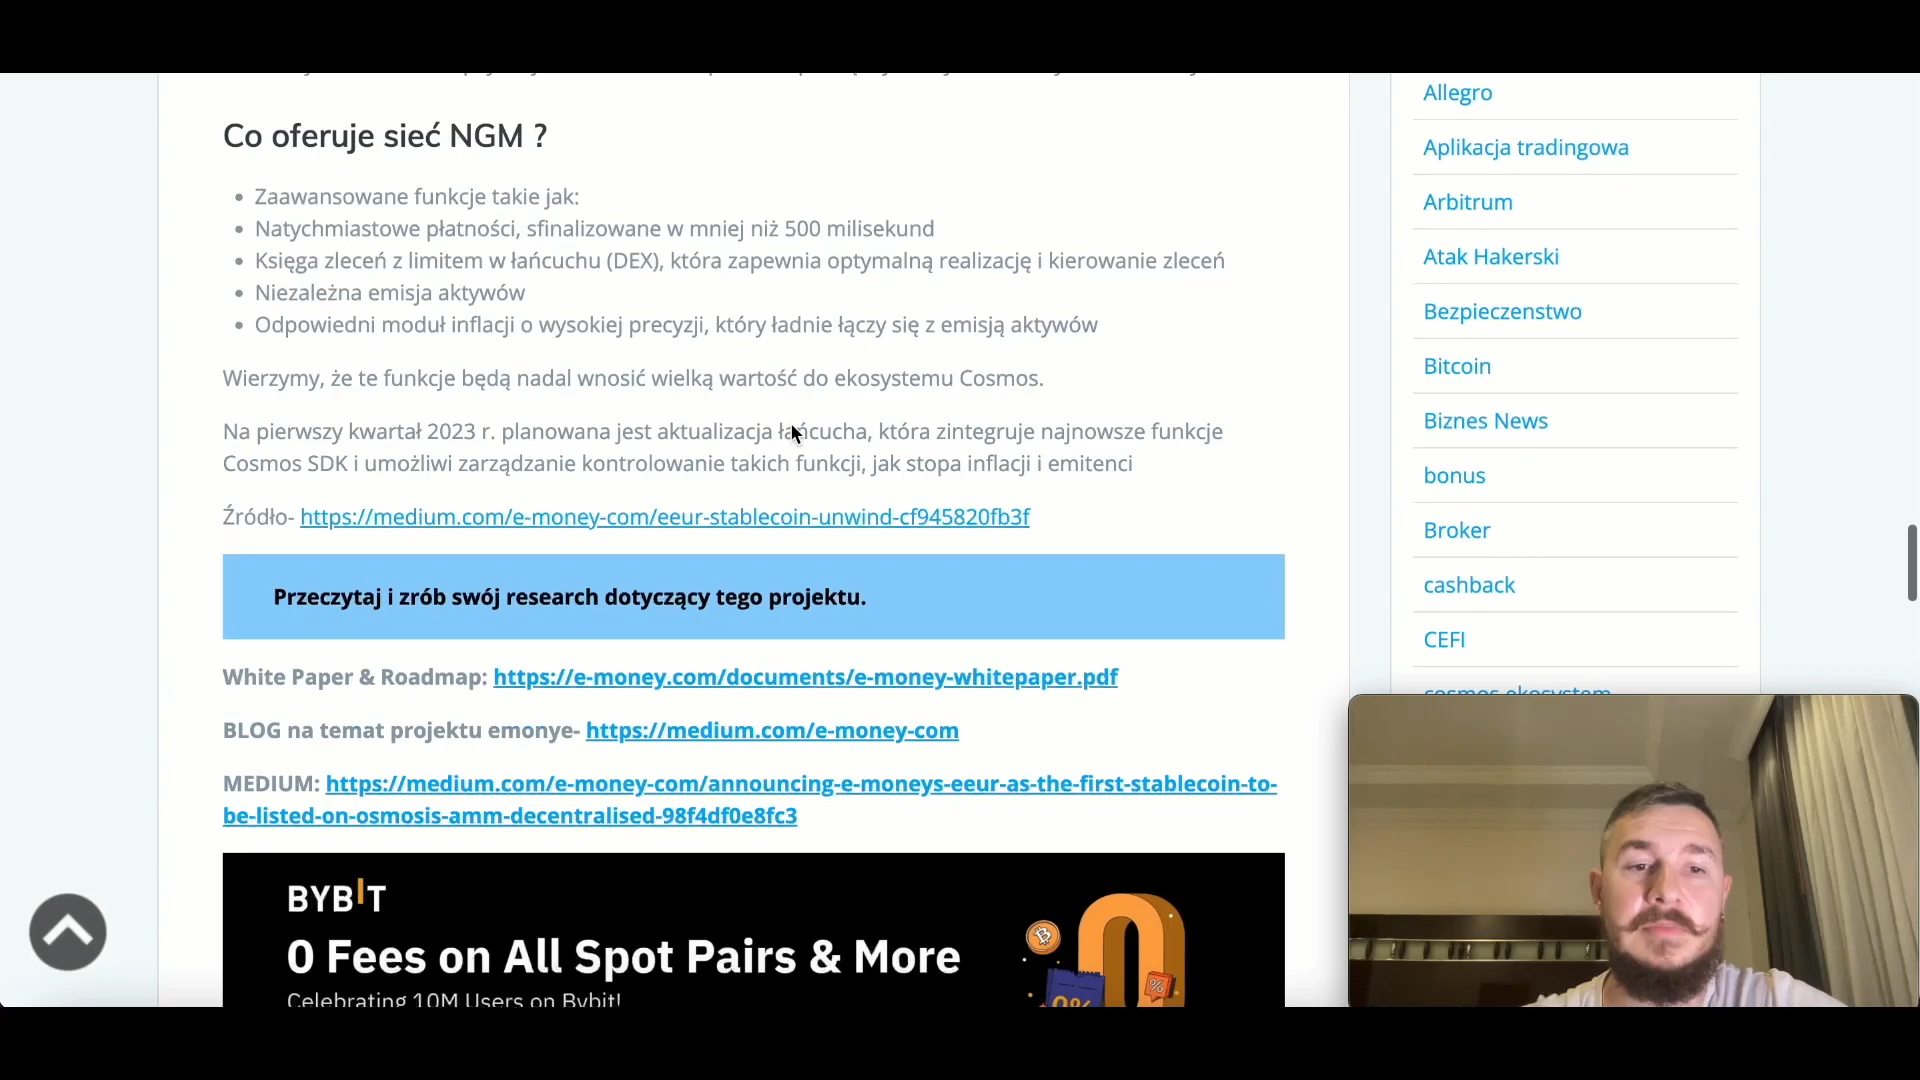 Co oferuje sieć NGM ?
Zaawansowane funkcje takie jak:
Natychmiastowe płatności, sfinalizowane w mniej niż 500 milisekund
Księga zleceń z limitem w łańcuchu (DEX), która zapewnia optymalną realizację i kierowanie zleceń
Niezależna emisja aktywów
Odpowiedni moduł inflacji o wysokiej precyzji, który ładnie łączy się z emisją aktywów
Wierzymy, że te funkcje będą nadal wnosić wielką wartość do ekosystemu Cosmos.
Na pierwszy kwartał 2023 r. planowana jest aktualizacja łańcucha, która zintegruje najnowsze funkcje
Cosmos SDK i umożliwi zarządzanie kontrolowanie takich funkcji, jak stopa inflacji i emitenci
Źródło- https://medium.com/e-money-com/eeur-stablecoin-unwind-cf945820fb3f
Przeczytaj i zrób swój research dotyczący tego projektu.
White Paper & Roadmap: https://e-money.com/documents/e-money-whitepaper.pdf
BLOG na temat projektu emonye- https://medium.com/e-money-com
MEDIUM: https://medium.com/e-money-com/announcing-e-moneys-eeur-as-the-first-stablecoin-to-
be-listed-on-osmosis-amm-decentralised-98f4df0e8fc3
BYBIT
0 Fees on All Spot Pairs & More
Celebrating 10M Users on Bybit!
0%
%
Allegro
Aplikacja tradingowa
Arbitrum
Atak Hakerski
Bezpieczenstwo
Bitcoin
Biznes News
bonus
Broker
cashback
CEFI
cosmos ekosystem